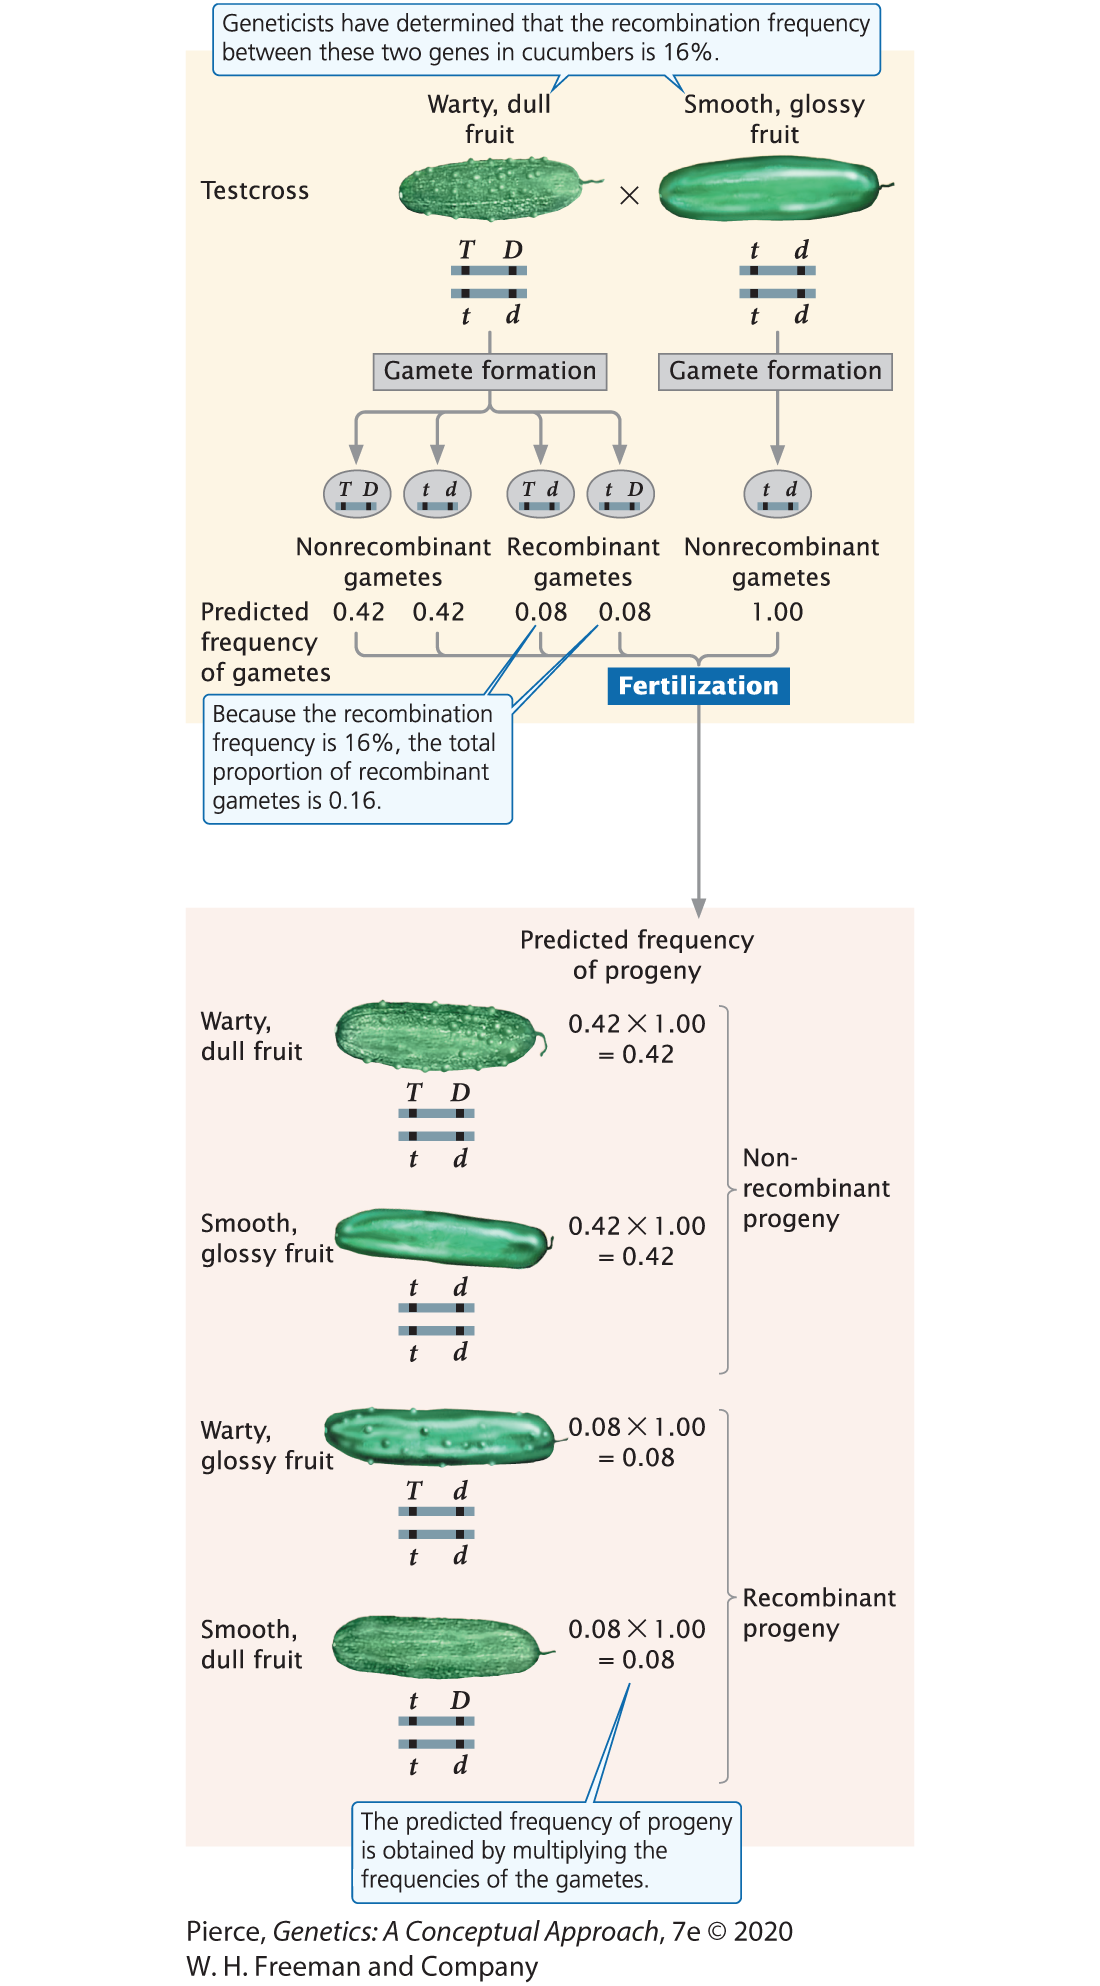 Geneticists have determined that the recombination frequency
between these two genes in cucumbers is 16%.
Warty, dull
fruit
Smooth, glossy
fruit
Testcross
×
T D
t d
t d
t d
Gamete formation
Gamete formation
T D
t d
T d
t D
t d
Nonrecombinant
gametes
Recombinant
gametes
Nonrecombinant
gametes
Predicted
frequency
of gametes
0.42 0.42 0.08 0.08 1.00
Fertilization
Because the recombination
frequency is 16%, the total
proportion of recombinant
gametes is 0.16.
Predicted frequency
of progeny
Warty,
dull fruit
0.42 × 1.00
= 0.42
T D
t d
Non-
recombinant
progeny
Smooth,
glossy fruit
0.42 × 1.00
= 0.42
t d
t d
Warty,
glossy fruit
0.08 × 1.00
= 0.08
T d
t d
Recombinant
progeny
Smooth,
dull fruit
0.08 × 1.00
= 0.08
t D
t d
The predicted frequency of progeny
is obtained by multiplying the
frequencies of the gametes.
Pierce, Genetics: A Conceptual Approach, 7e © 2020
W. H. Freeman and Company